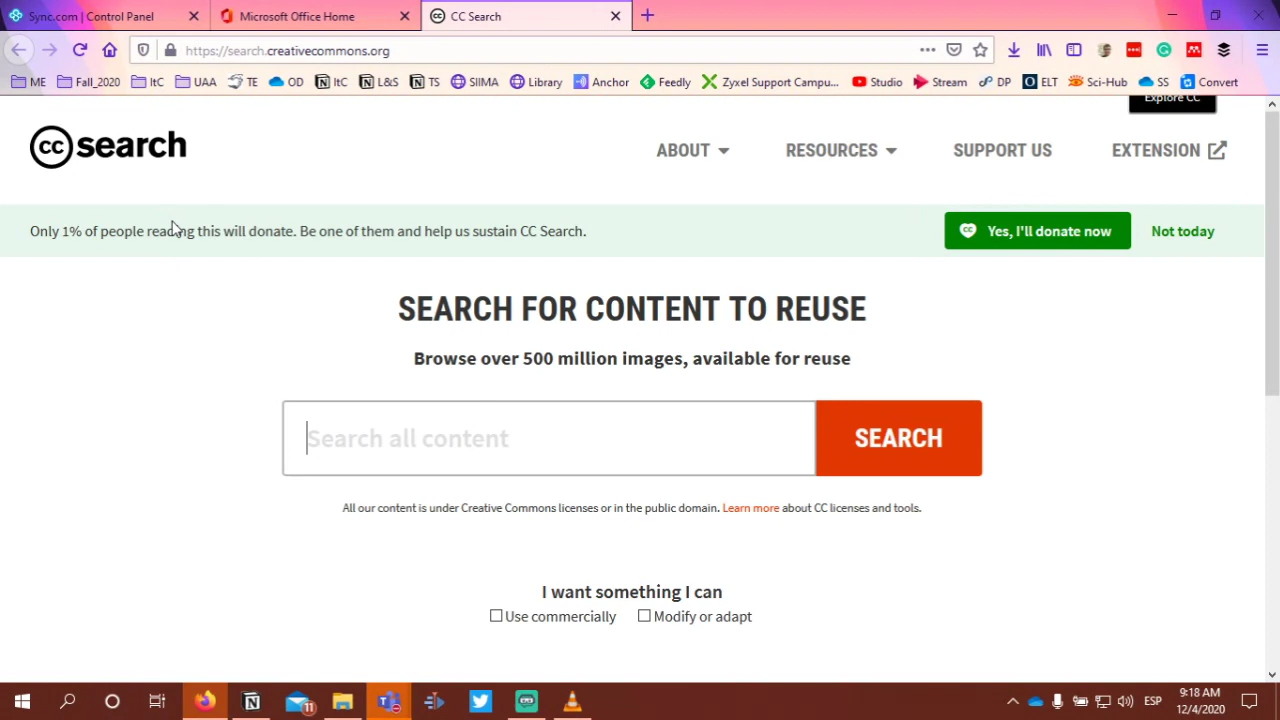 Sync.com | Control Panel
Microsoft Office Home
CC Search
https://search.creativecommons.org
ME Fall_2020 ItC UAA TE OD ItC L&S TS SIIMA Library Anchor Feedly Zyxel Support Campu... Studio Stream DP ELT Sci-Hub SS Convert
Explore CC
cc search
ABOUT RESOURCES SUPPORT US EXTENSION
Only 1% of people reading this will donate. Be one of them and help us sustain CC Search.
Yes, I'll donate now
Not today
SEARCH FOR CONTENT TO REUSE
Browse over 500 million images, available for reuse
Search all content
SEARCH
All our content is under Creative Commons licenses or in the public domain. Learn more about CC licenses and tools.
I want something I can
Use commercially Modify or adapt
11
ESP
9:18 AM
12/4/2020